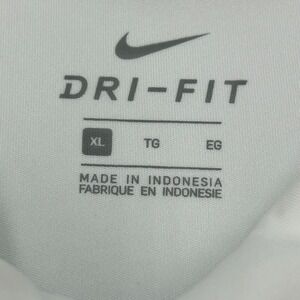 DRI-FIT
XL TG EG
MADE IN INDONESIA
FABRIQUE EN INDONESIE